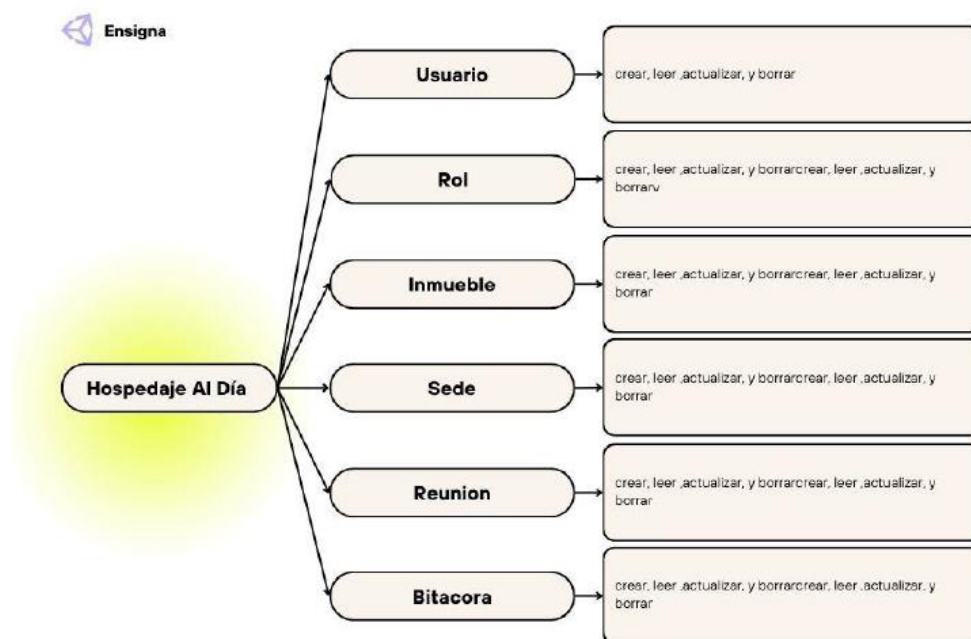 Ensigna
Usuario
crear, leer ,actualizar, y borrar
Rol
crear, leer ,actualizar, y borrarcrear, leer ,actualizar, y
borrarv
Inmueble
crear, leer ,actualizar, y borrarcrear, leer ,actualizar, y
borrar
Hospedaje Al Día
Sede
crear, leer ,actualizar, y borrarcrear, leer ,actualizar, y
borrar
Reunion
crear, leer ,actualizar, y borrarcrear, leer ,actualizar, y
borrar
Bitacora
crear, leer ,actualizar, y borrarcrear, leer ,actualizar, y
borrar